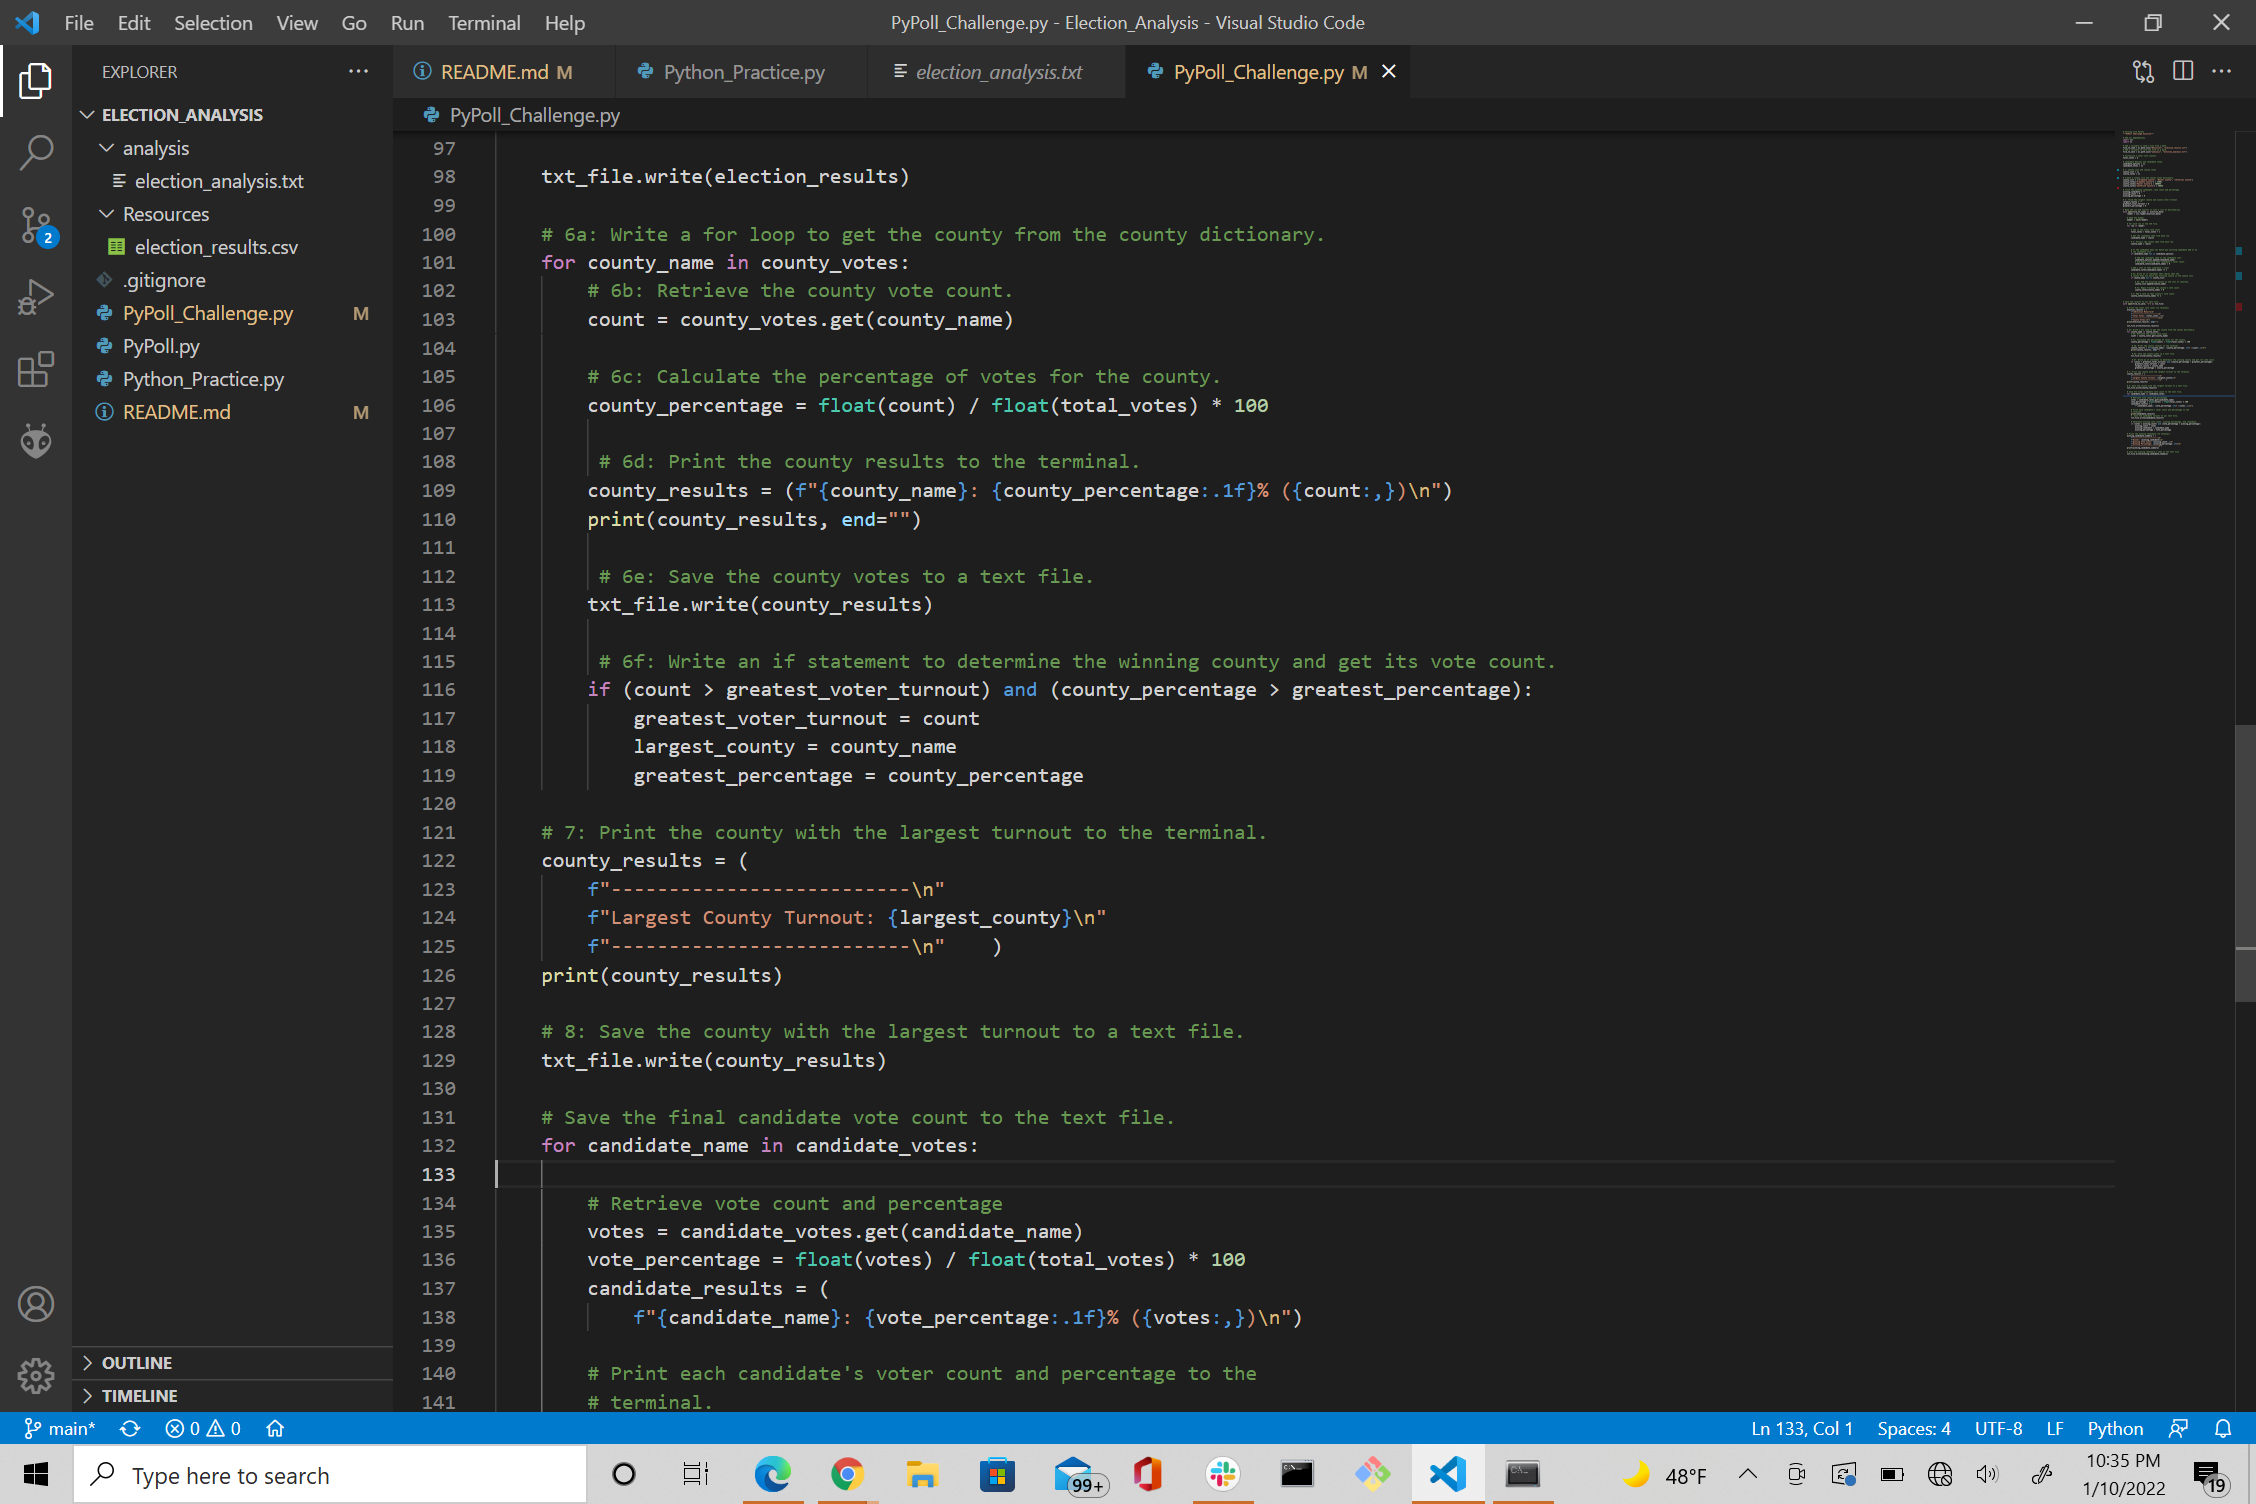 File Edit Selection View Go Run Terminal Help PyPoll_Challenge.py - Election_Analysis - Visual Studio Code
EXPLORER
README.md M
Python_Practice.py
election_analysis.txt
PyPoll_Challenge.py M
PyPoll_Challenge.py
ELECTION_ANALYSIS
analysis
election_analysis.txt
Resources
election_results.csv
.gitignore
PyPoll_Challenge.py M
PyPoll.py
Python_Practice.py
README.md M
2
OUTLINE
TIMELINE
97
98 txt_file.write(election_results)
99
100 # 6a: Write a for loop to get the county from the county dictionary.
101 for county_name in county_votes:
102 # 6b: Retrieve the county vote count.
103 count = county_votes.get(county_name)
104
105 # 6c: Calculate the percentage of votes for the county.
106 county_percentage = float(count) / float(total_votes) * 100
107
108 # 6d: Print the county results to the terminal.
109 county_results = (f"{county_name}: {county_percentage:.1f}% ({count:,})\n")
110 print(county_results, end="")
111
112 # 6e: Save the county votes to a text file.
113 txt_file.write(county_results)
114
115 # 6f: Write an if statement to determine the winning county and get its vote count.
116 if (count > greatest_voter_turnout) and (county_percentage > greatest_percentage):
117 greatest_voter_turnout = count
118 largest_county = county_name
119 greatest_percentage = county_percentage
120
121 # 7: Print the county with the largest turnout to the terminal.
122 county_results = (
123 f"--------------------------\n"
124 f"Largest County Turnout: {largest_county}\n"
125 f"--------------------------\n" )
126 print(county_results)
127
128 # 8: Save the county with the largest turnout to a text file.
129 txt_file.write(county_results)
130
131 # Save the final candidate vote count to the text file.
132 for candidate_name in candidate_votes:
133
134 # Retrieve vote count and percentage
135 votes = candidate_votes.get(candidate_name)
136 vote_percentage = float(votes) / float(total_votes) * 100
137 candidate_results = (
138 f"{candidate_name}: {vote_percentage:.1f}% ({votes:,})\n")
139
140 # Print each candidate's voter count and percentage to the
141 # terminal.
main* 0 0 Ln 133, Col 1 Spaces: 4 UTF-8 LF Python
Type here to search
99+
48°F
10:35 PM
1/10/2022
19